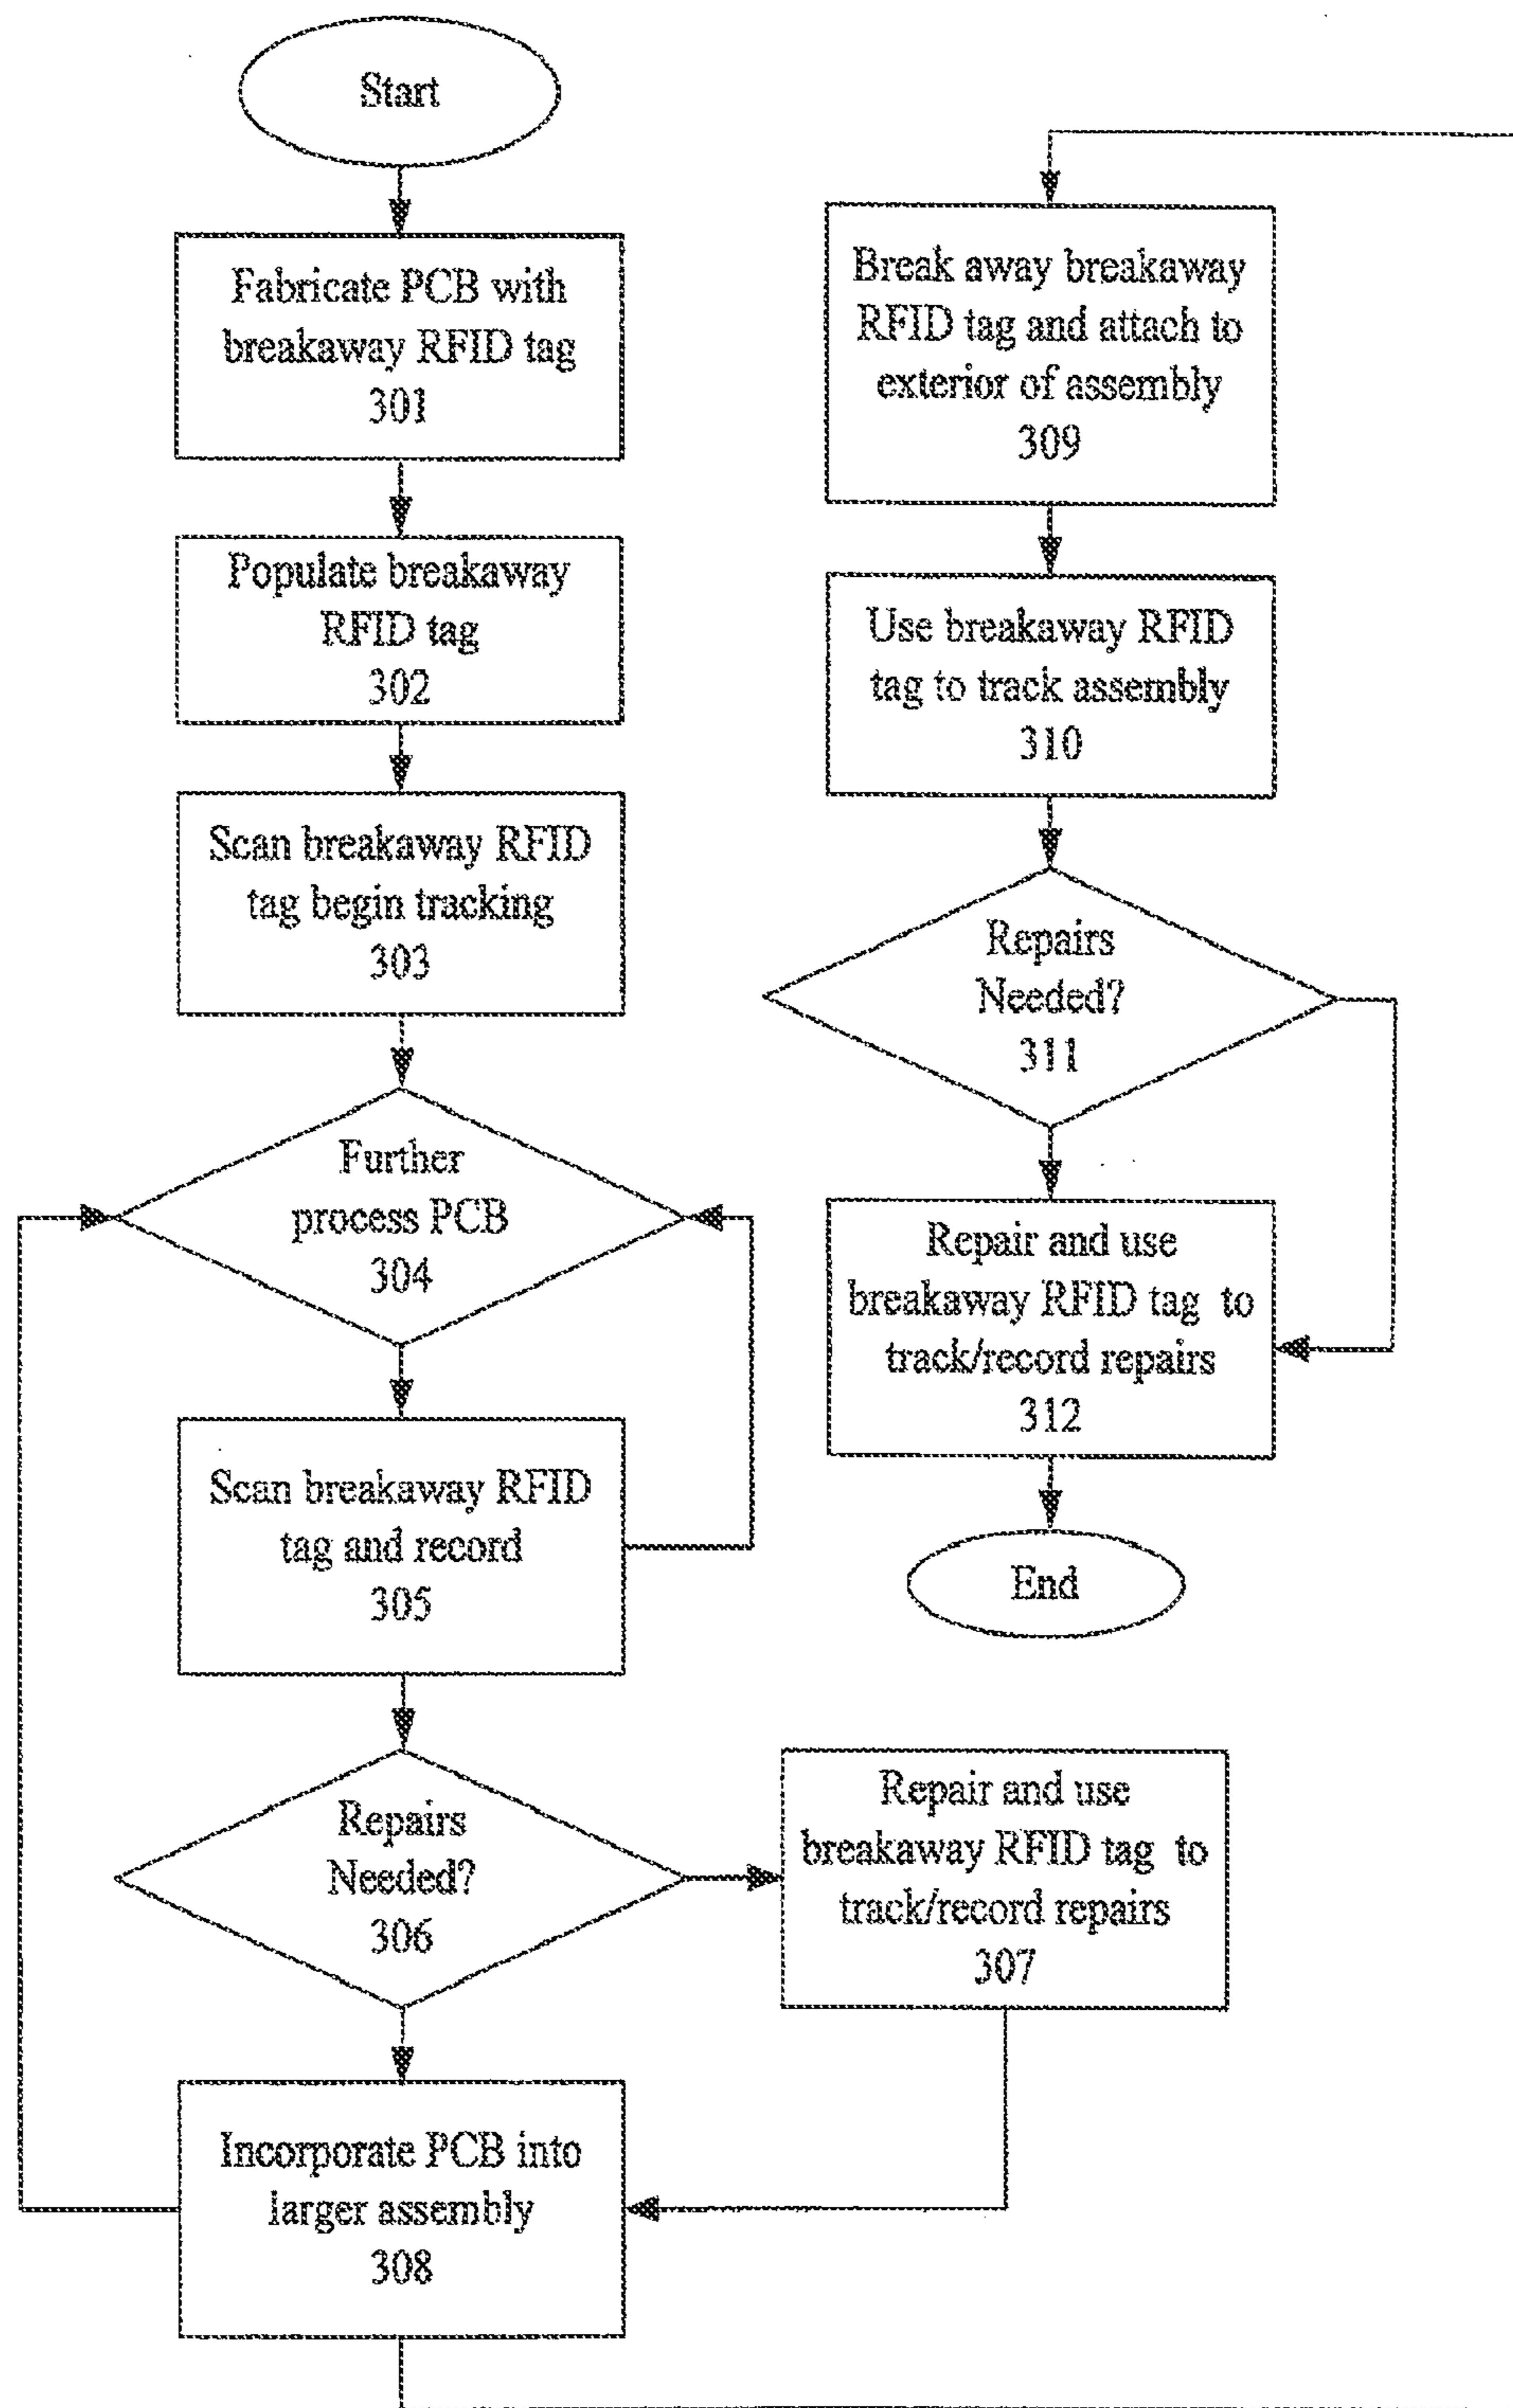 Start
Fabricate PCB with
breakaway RFID tag
301
Populate breakaway
RFID tag
302
Scan breakaway RFID
tag begin tracking
303
Further
process PCB
304
Scan breakaway RFID
tag and record
305
Repairs
Needed?
306
Repair and use
breakaway RFID tag to
track/record repairs
307
Incorporate PCB into
larger assembly
308
Break away breakaway
RFID tag and attach to
exterior of assembly
309
Use breakaway RFID
tag to track assembly
310
Repairs
Needed?
311
Repair and use
breakaway RFID tag to
track/record repairs
312
End